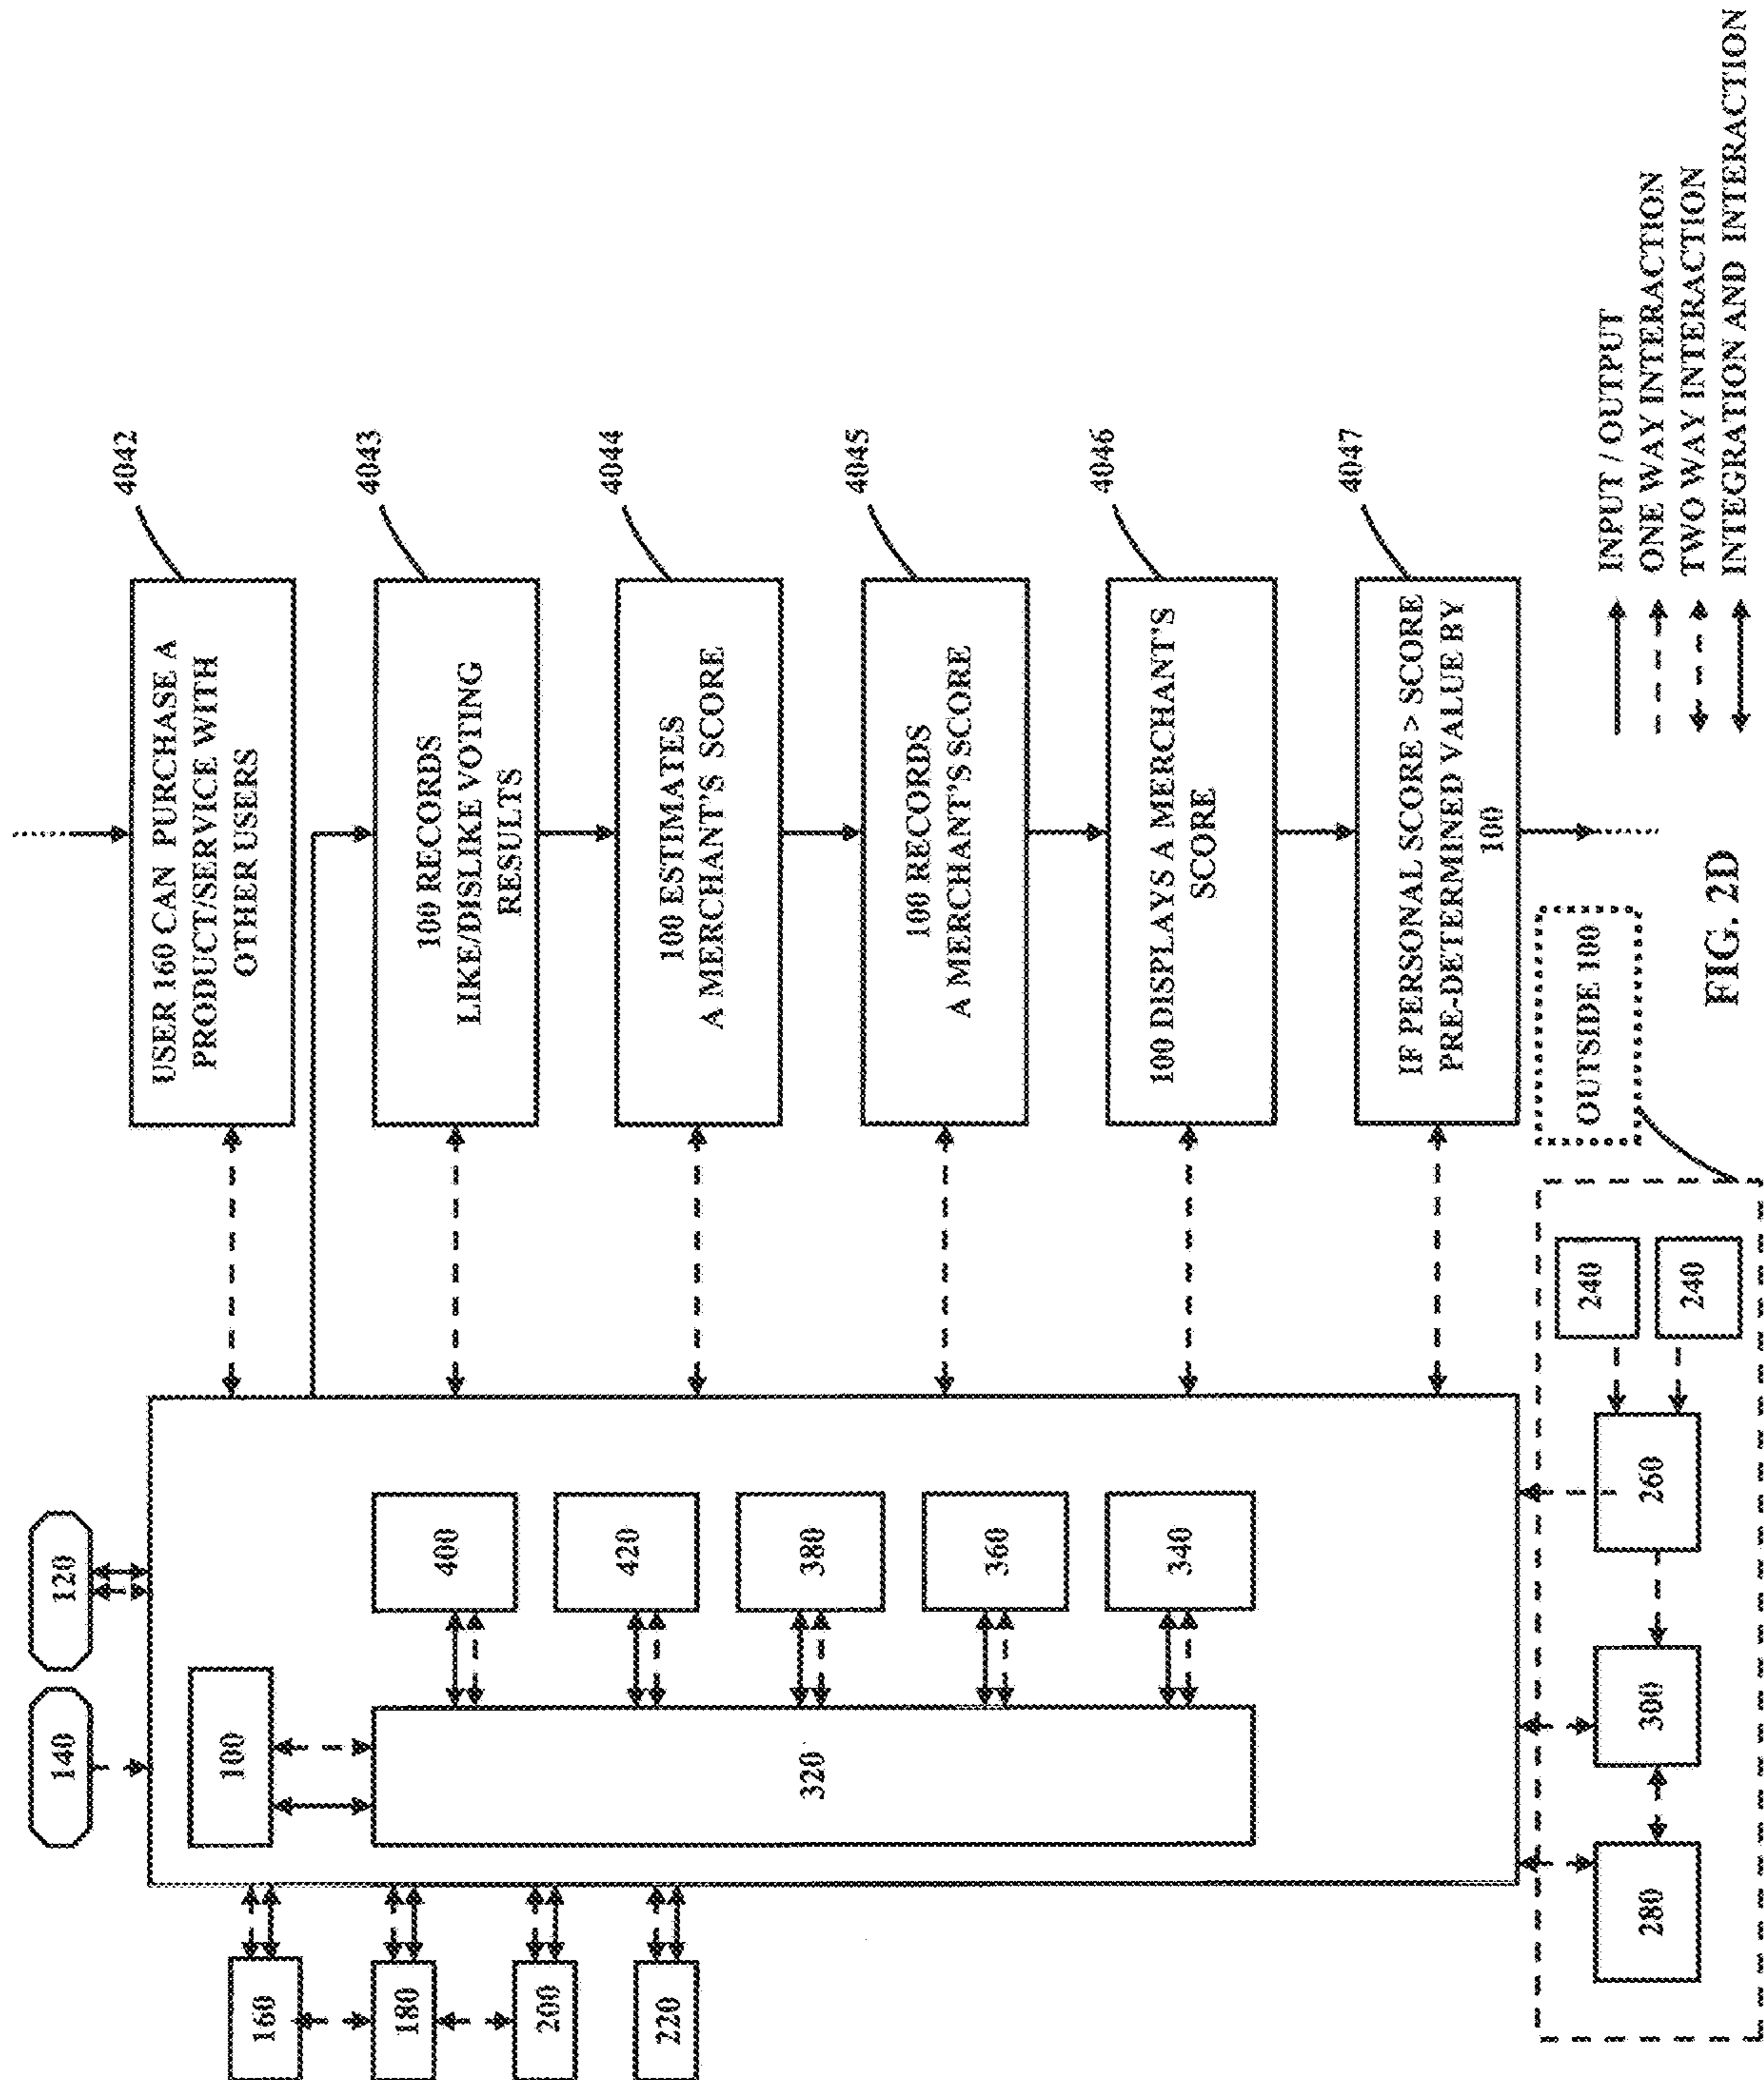 120
140
160
180
200
220
100
320
400
420
380
360
340
USER 160 CAN PURCHASE A
PRODUCT/SERVICE WITH
OTHER USERS
4042
100 RECORDS
LIKE/DISLIKE VOTING
RESULTS
4043
100 ESTIMATES
A MERCHANT'S SCORE
4044
100 RECORDS
A MERCHANT'S SCORE
4045
100 DISPLAYS A MERCHANT'S
SCORE
4046
IF PERSONAL SCORE > SCORE
PRE-DETERMINED VALUE BY
100
4047
280
300
260
240
240
OUTSIDE 100
INPUT / OUTPUT
ONE WAY INTERACTION
TWO WAY INTERACTION
INTEGRATION AND INTERACTION
FIG. 2D